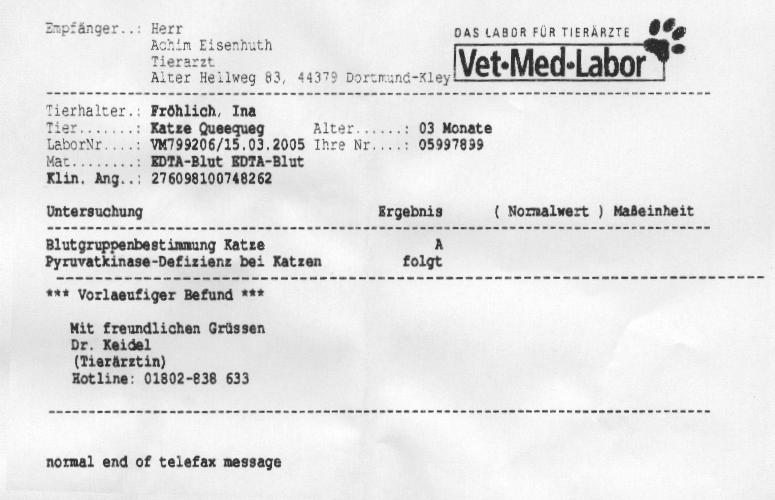 Empfänger..: Herr
Achim Eisenhuth
Tierarzt
Alter Hellweg 83, 44379 Dortmund-Kley
DAS LABOR FÜR TIERÄRZTE
Vet·Med·Labor
Tierhalter.: Fröhlich, Ina
Tier.......: Katze Queequeg Alter......: 03 Monate
LaborNr....: VM799206/15.03.2005 Ihre Nr....: 05997899
Mat........: EDTA-Blut EDTA-Blut
Klin. Ang..: 276098100748262
Untersuchung Ergebnis ( Normalwert ) Maßeinheit
Blutgruppenbestimmung Katze A
Pyruvatkinase-Defizienz bei Katzen folgt
*** Vorlaeufiger Befund ***
Mit freundlichen Grüssen
Dr. Keidel
(Tierärztin)
Hotline: 01802-838 633
normal end of telefax message